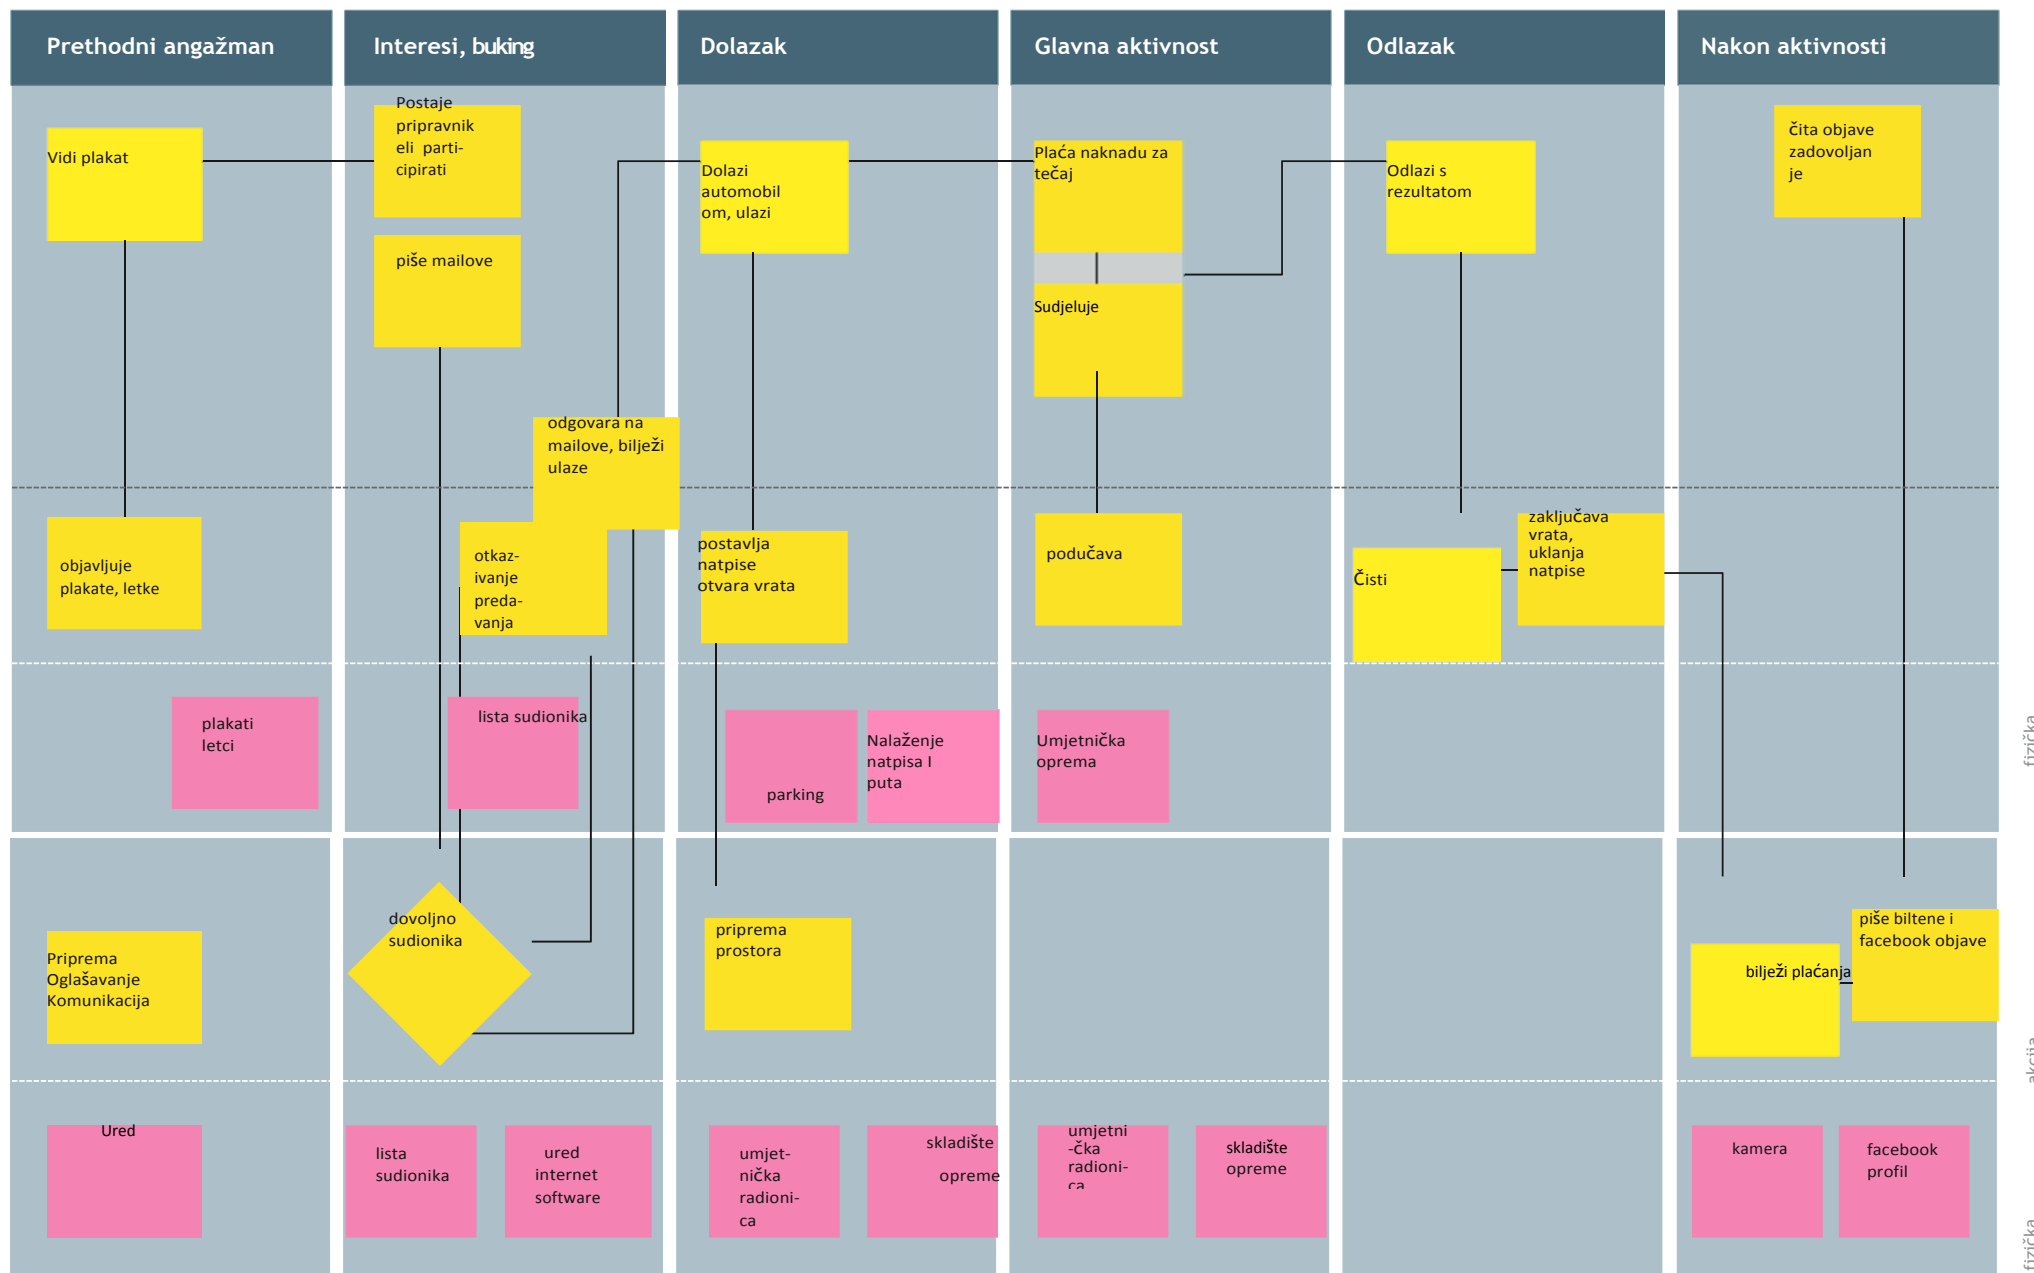 Prethodni angažman
Interesi, buking
Dolazak
Glavna aktivnost
Odlazak
Nakon aktivnosti
Vidi plakat
Postaje
pripravnik
eli parti-
cipirati
piše mailove
Dolazi
automobil
om, ulazi
Plaća naknadu za
tečaj
Sudjeluje
Odlazi s
rezultatom
čita objave
zadovoljan
je
odgovara na
mailove, bilježi
ulaze
objavljuje
plakate, letke
otkaz-
ivanje
preda-
vanja
postavlja
natpise
otvara vrata
podučava
Čisti
zaključava
vrata,
uklanja
natpise
plakati
letci
lista sudionika
parking
Nalaženje
natpisa I
puta
Umjetnička
oprema
fizička
Priprema
Oglašavanje
Komunikacija
dovoljno
sudionika
priprema
prostora
bilježi plaćanja
piše biltene i
facebook objave
akcija
Ured
lista
sudionika
ured
internet
software
umjet-
nička
radioni-
ca
skladište
opreme
umjetni
-čka
radioni-
ca
skladište
opreme
kamera
facebook
profil
fizička